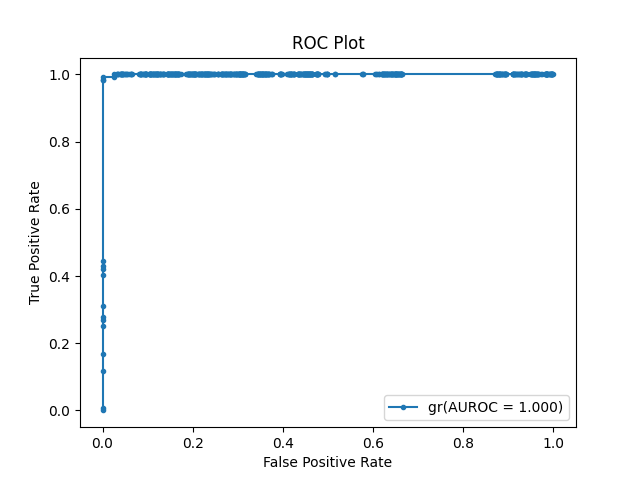 ROC Plot
1.0
0.8
0.6
0.4
0.2
0.0
True Positive Rate
0.0 0.2 0.4 0.6 0.8 1.0
False Positive Rate
gr(AUROC = 1.000)